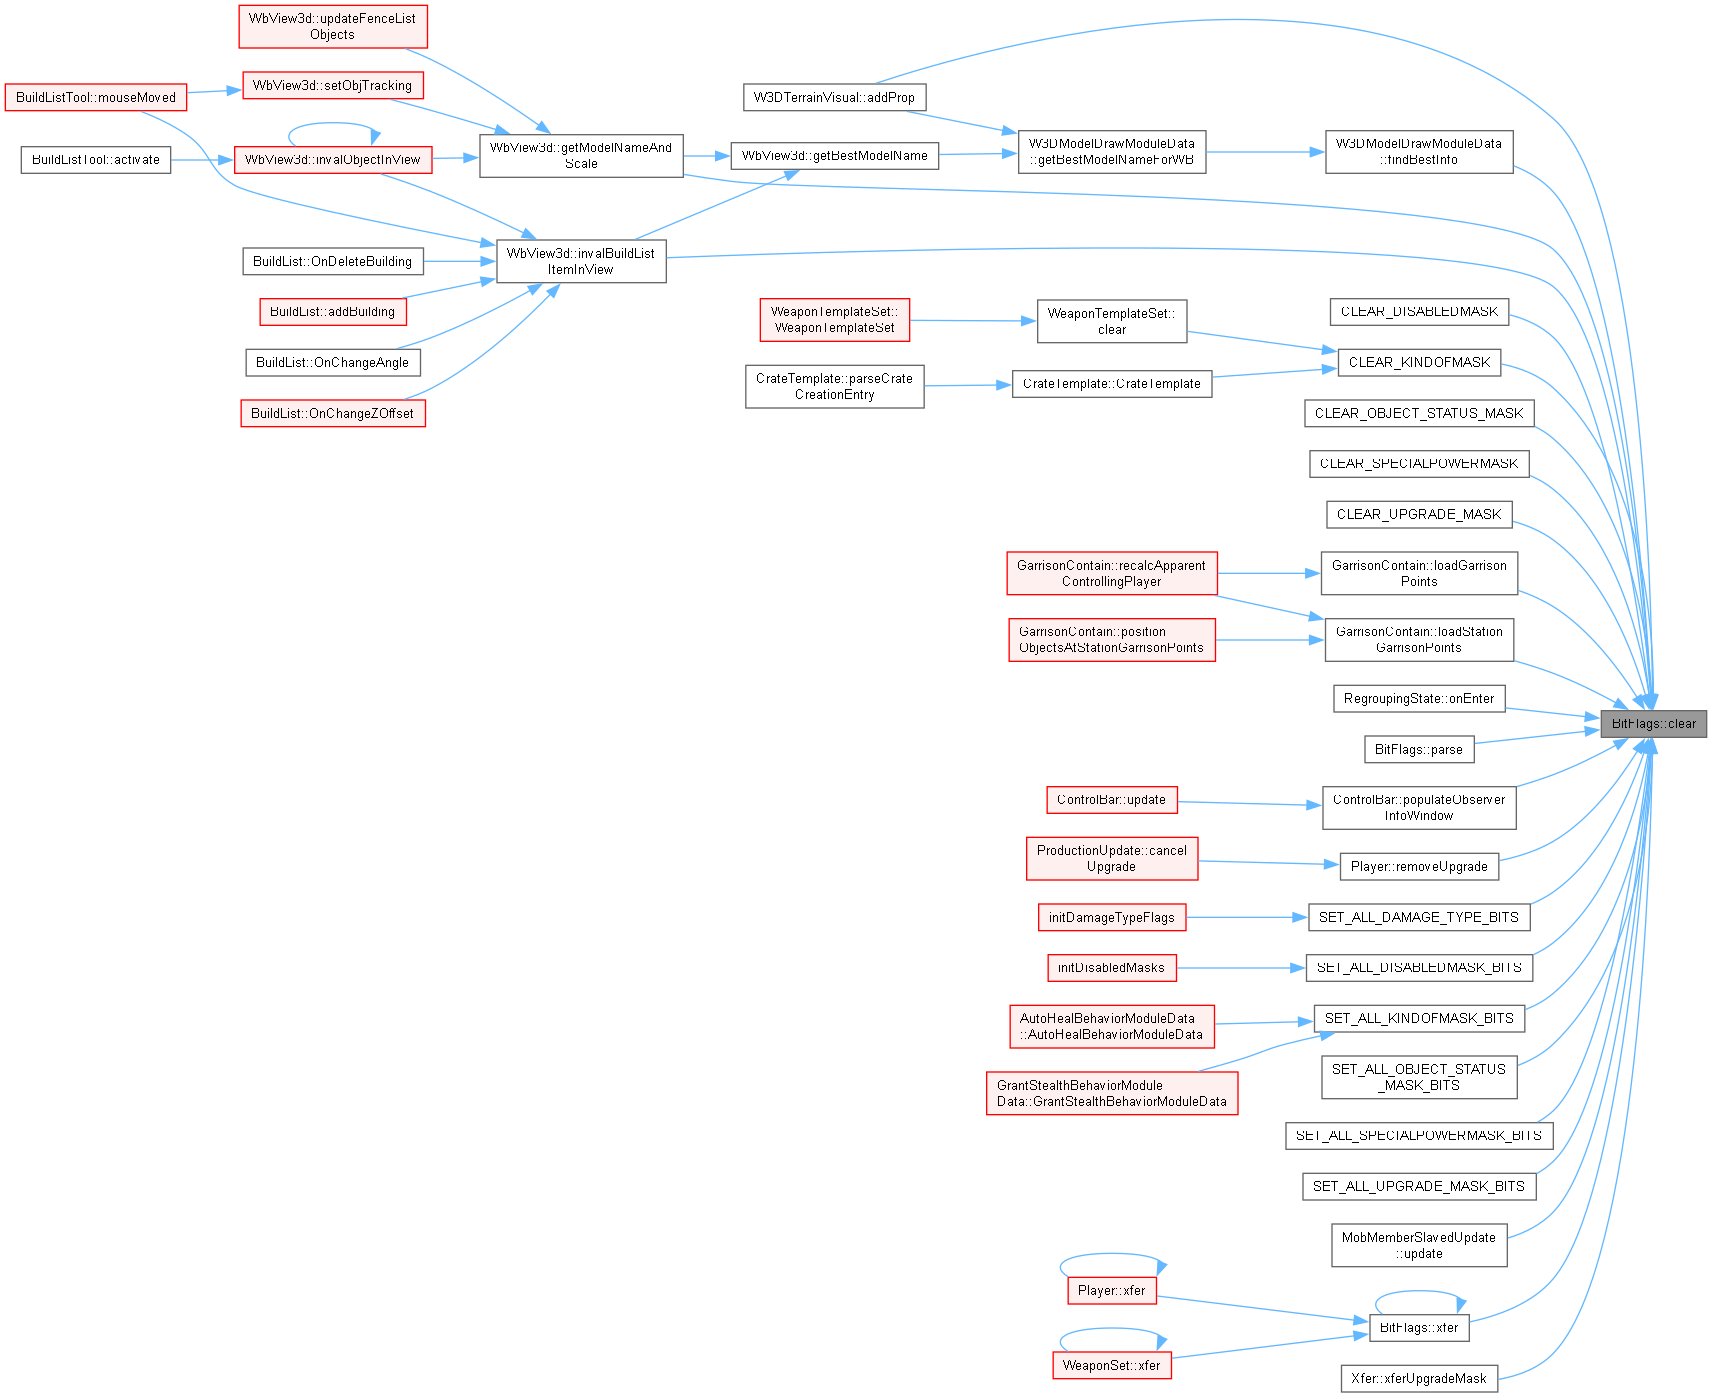 WbView3d::updateFenceList
Objects
WbView3d::setObjTracking
BuildListTool::mouseMoved
W3DTerrainVisual::addProp
WbView3d::invalObjectInView
BuildListTool::activate
WbView3d::getModelNameAnd
Scale
WbView3d::getBestModelName
W3DModelDrawModuleData
::getBestModelNameForWB
W3DModelDrawModuleData
::findBestInfo
WbView3d::invalBuildList
ItemInView
BuildList::OnDeleteBuilding
BuildList::addBuilding
BuildList::OnChangeAngle
BuildList::OnChangeZOffset
WeaponTemplateSet::
WeaponTemplateSet
WeaponTemplateSet::
clear
CLEAR_DISABLEDMASK
CLEAR_KINDOFMASK
CrateTemplate::parseCrate
CreationEntry
CrateTemplate::CrateTemplate
CLEAR_OBJECT_STATUS_MASK
CLEAR_SPECIALPOWERMASK
CLEAR_UPGRADE_MASK
GarrisonContain::recalcApparent
ControllingPlayer
GarrisonContain::loadGarrison
Points
GarrisonContain::position
ObjectsAtStationGarrisonPoints
GarrisonContain::loadStation
GarrisonPoints
RegroupingState::onEnter
BitFlags::clear
BitFlags::parse
ControlBar::update
ControlBar::populateObserver
InfoWindow
ProductionUpdate::cancel
Upgrade
Player::removeUpgrade
initDamageTypeFlags
SET_ALL_DAMAGE_TYPE_BITS
initDisabledMasks
SET_ALL_DISABLEDMASK_BITS
AutoHealBehaviorModuleData
::AutoHealBehaviorModuleData
SET_ALL_KINDOFMASK_BITS
GrantStealthBehaviorModule
Data::GrantStealthBehaviorModuleData
SET_ALL_OBJECT_STATUS
_MASK_BITS
SET_ALL_SPECIALPOWERMASK_BITS
SET_ALL_UPGRADE_MASK_BITS
MobMemberSlavedUpdate
::update
Player::xfer
BitFlags::xfer
WeaponSet::xfer
Xfer::xferUpgradeMask